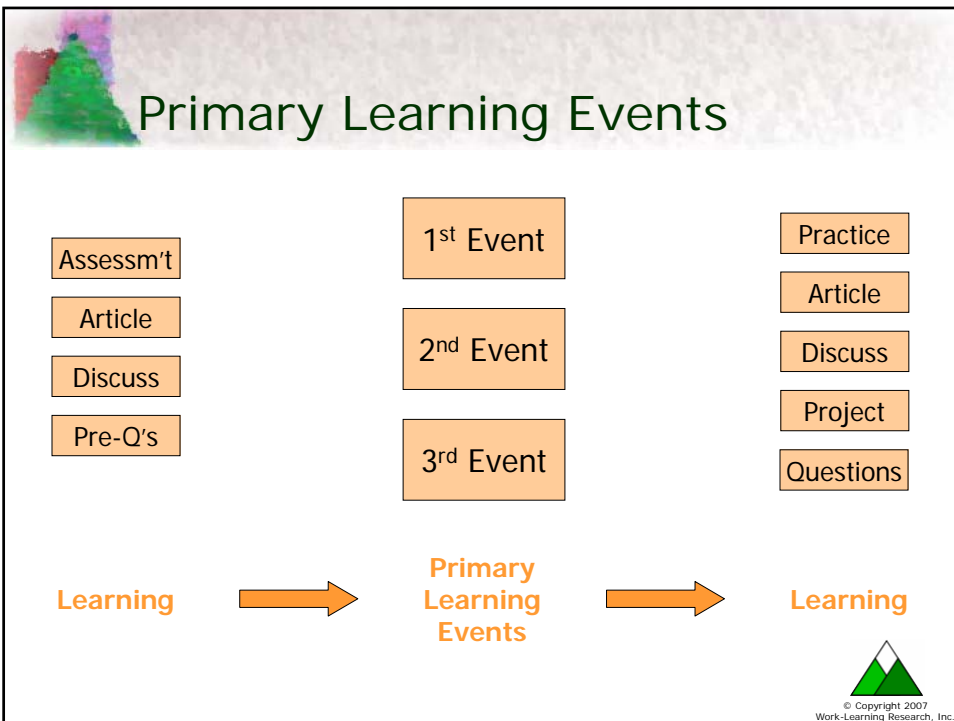 Primary Learning Events
Assessm't
Article
Discuss
Pre-Q's
1st Event
2nd Event
3rd Event
Practice
Article
Discuss
Project
Questions
Learning
Primary
Learning
Events
Learning
© Copyright 2007
Work-Learning Research, Inc.